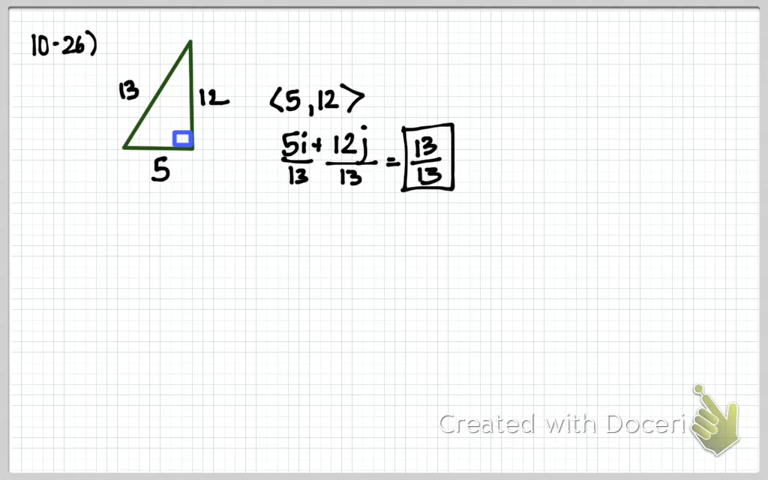 10-26)
13
12
5
<5,12>
5i/13 + 12j/13 = 13/13
Created with Doceri